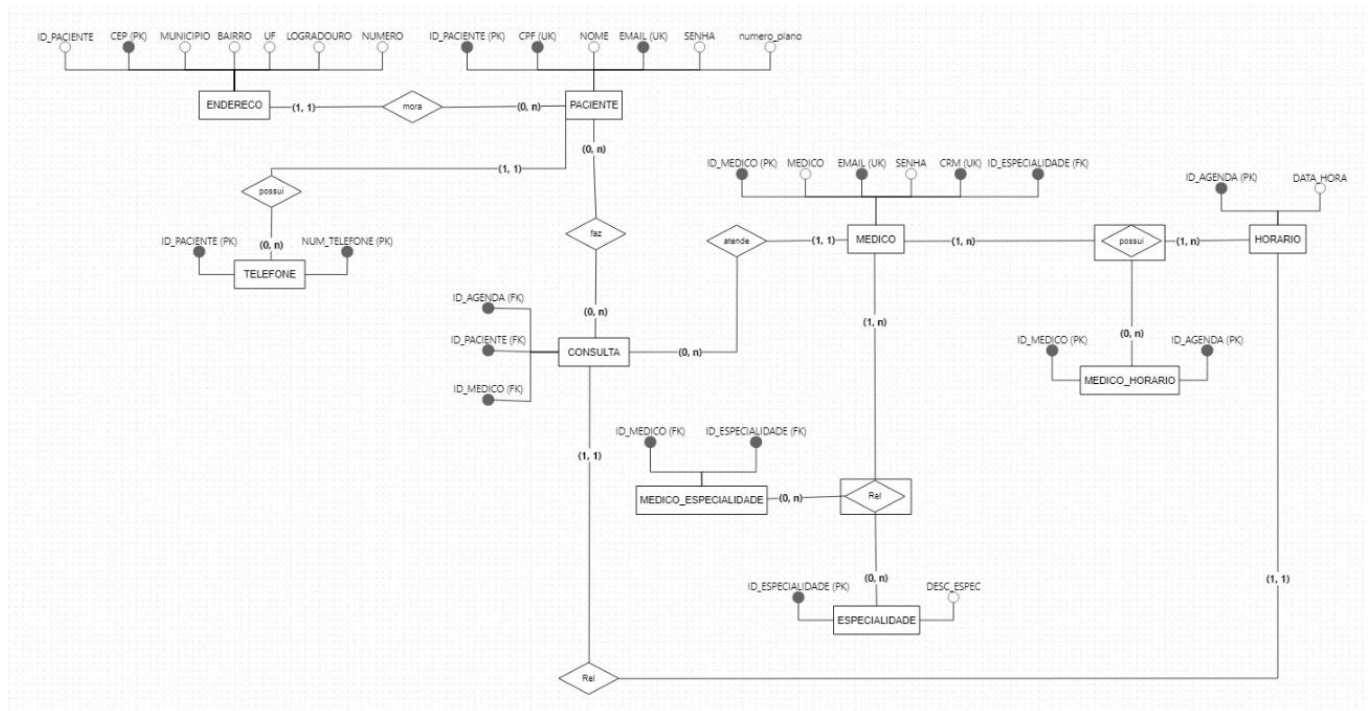 ID_PACIENTE CEP (PK) MUNICIPIO BAIRRO UF LOGRADOURO NUMERO
ID_PACIENTE (PK) CPF (UK) NOME EMAIL (UK) SENHA numero_plano
ENDERECO (1, 1) mora (0, n) PACIENTE
(1, 1)
(0, n)
possui
ID_MEDICO (PK) MEDICO EMAIL (UK) SENHA CRM (UK) ID_ESPECIALIDADE (FK)
ID_AGENDA (PK) DATA_HORA
faz
atende (1, 1) MEDICO (1, n) possui (1, n) HORARIO
(0, n)
ID_PACIENTE (PK) NUM_TELEFONE (PK)
TELEFONE
ID_AGENDA (FK)
(0, n)
(1, n)
(0, n)
ID_PACIENTE (FK)
CONSULTA (0, n)
ID_MEDICO (PK) ID_AGENDA (PK)
MEDICO_HORARIO
ID_MEDICO (FK)
ID_MEDICO (FK) ID_ESPECIALIDADE (FK)
(1, 1)
MEDICO_ESPECIALIDADE (0, n) Rel
(0, n)
(1, 1)
ID_ESPECIALIDADE (PK) DESC_ESPEC
ESPECIALIDADE
Rel